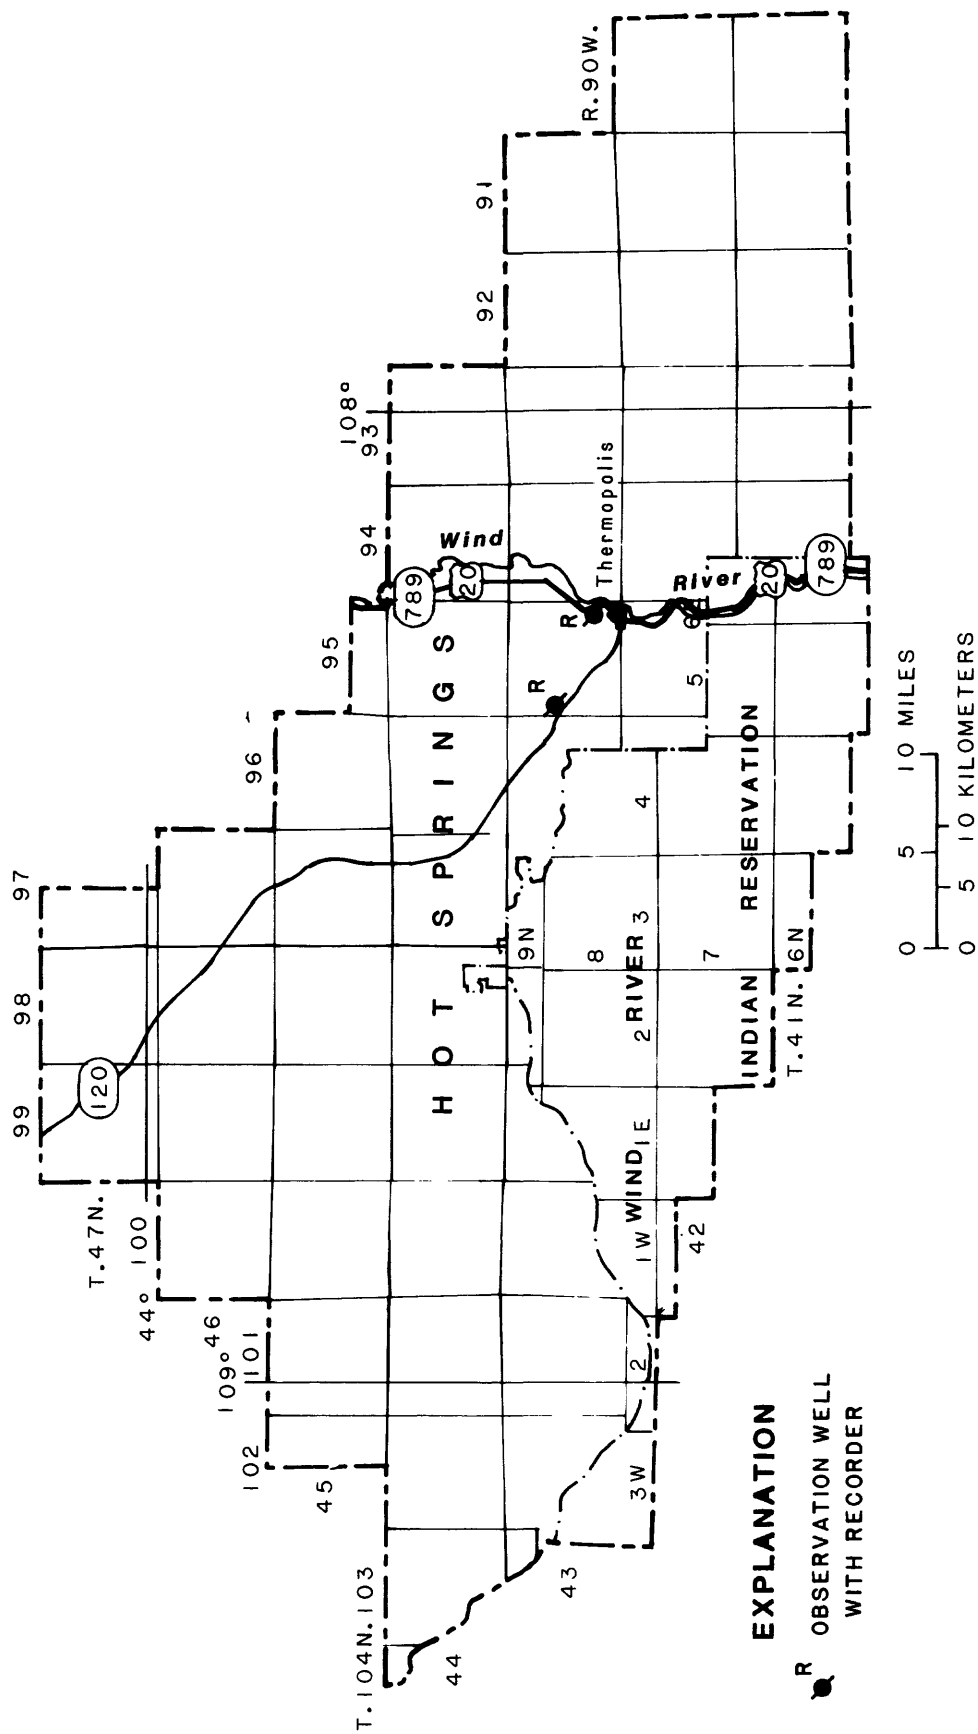 99
98
97
T.47N.
120
100
44°
96
46
109°
101
108°
95
94
93
102
45
789
20
Wind
92
91
R.90W.
HOT SPRINGS
T.104N.
103
44
R
R
Thermopolis
9N
43
8
River
6
5
4
3
2
1E
1W
2
3W
WIND RIVER
INDIAN RESERVATION
42
7
20
789
T.41N.
6N
EXPLANATION
R
OBSERVATION WELL
WITH RECORDER
0 5 10 MILES
0 5 10 KILOMETERS